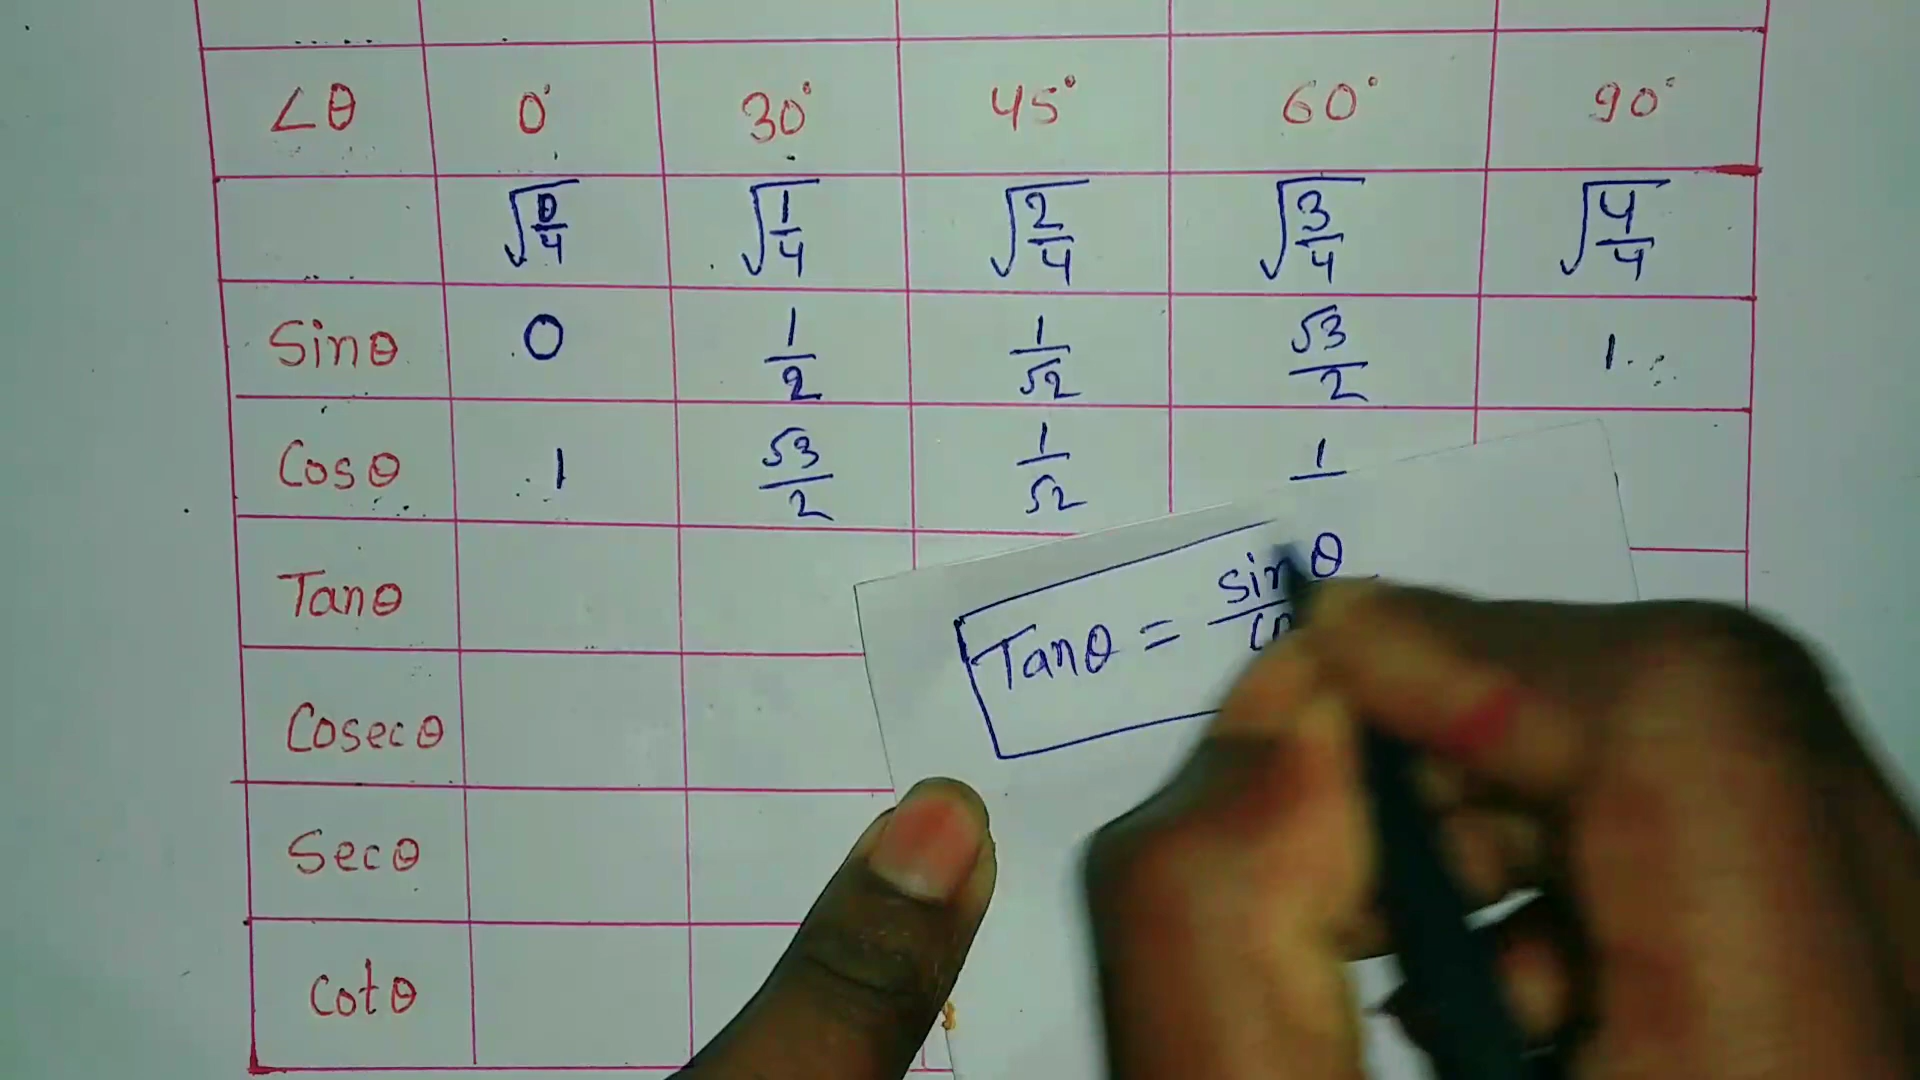 ∠θ 0° 30° 45° 60° 90°
√0/4 √1/4 √2/4 √3/4 √4/4
Sinθ 0 1/2 1/√2 √3/2 1
Cosθ 1 √3/2 1/√2 1
Tanθ
Cosecθ
Secθ
Cotθ
Tanθ = sinθ